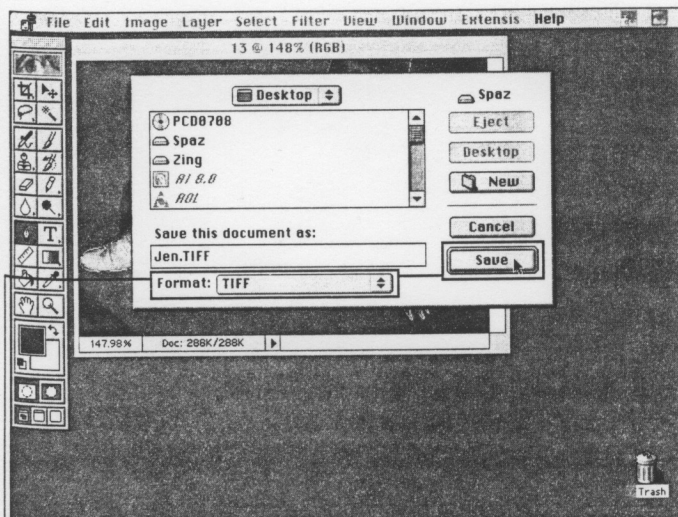 File Edit Image Layer Select Filter View Window Extensis Help
13 @ 148% (RGB)
Desktop
Spaz
PCD0708
Spaz
Zing
AI 8.0
AOL
Eject
Desktop
New
Save this document as:
Cancel
Jen.TIFF
Save
Format: TIFF
T
147.98% Doc: 288K/288K
Trash